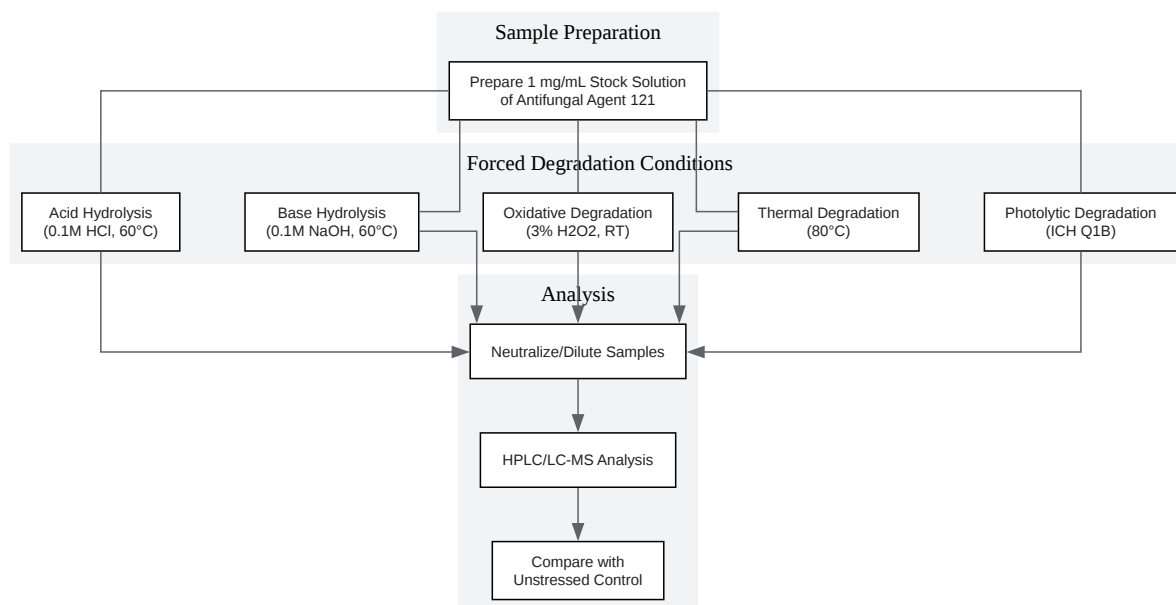 Sample Preparation
Prepare 1 mg/mL Stock Solution
of Antifungal Agent 121
Forced Degradation Conditions
Acid Hydrolysis
(0.1M HCl, 60°C)
Base Hydrolysis
(0.1M NaOH, 60°C)
Oxidative Degradation
(3% H2O2, RT)
Thermal Degradation
(80°C)
Photolytic Degradation
(ICH Q1B)
Analysis
Neutralize/Dilute Samples
HPLC/LC-MS Analysis
Compare with
Unstressed Control